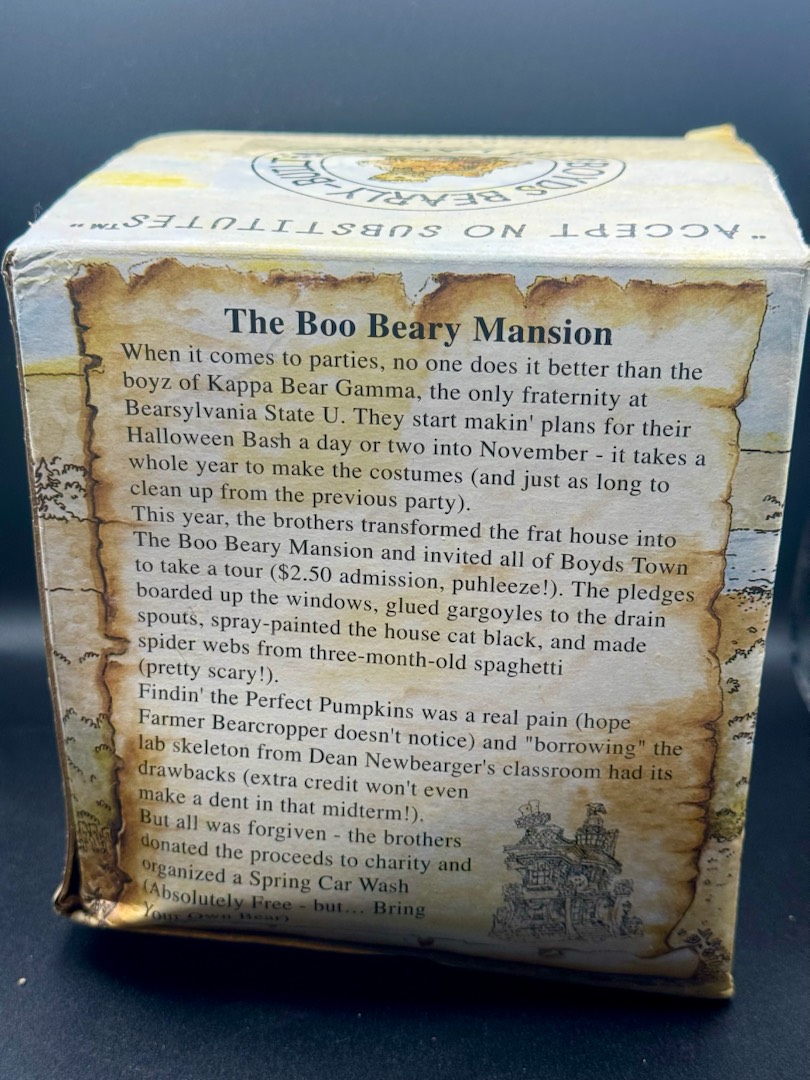 BOYDS BEARLY-BUILT
"ACCEPT NO SUBSTITUTES™"
The Boo Beary Mansion
When it comes to parties, no one does it better than the
boyz of Kappa Bear Gamma, the only fraternity at
Bearsylvania State U. They start makin' plans for their
Halloween Bash a day or two into November - it takes a
whole year to make the costumes (and just as long to
clean up from the previous party).
This year, the brothers transformed the frat house into
The Boo Beary Mansion and invited all of Boyds Town
to take a tour ($2.50 admission, puhleeze!). The pledges
boarded up the windows, glued gargoyles to the drain
spouts, spray-painted the house cat black, and made
spider webs from three-month-old spaghetti
(pretty scary!).
Findin' the Perfect Pumpkins was a real pain (hope
Farmer Bearcropper doesn't notice) and "borrowing" the
lab skeleton from Dean Newbearger's classroom had its
drawbacks (extra credit won't even
make a dent in that midterm!).
But all was forgiven - the brothers
donated the proceeds to charity and
organized a Spring Car Wash
(Absolutely Free - but... Bring
Your Own Bear)